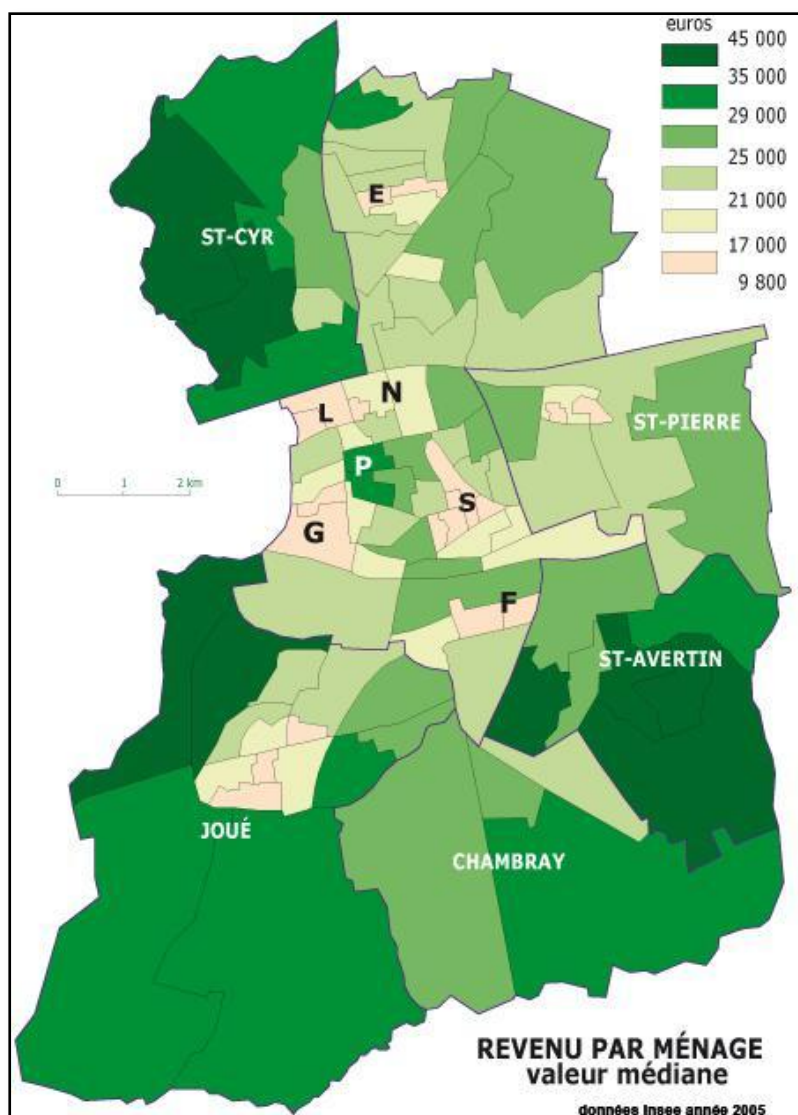 euros
45 000
35 000
29 000
25 000
21 000
17 000
9 800
E
ST-CYR
N
L
ST-PIERRE
P
S
G
F
ST-AVERTIN
JOUÉ
CHAMBRAY
0 1 2 km
REVENU PAR MÉNAGE
valeur médiane
données insee année 2005